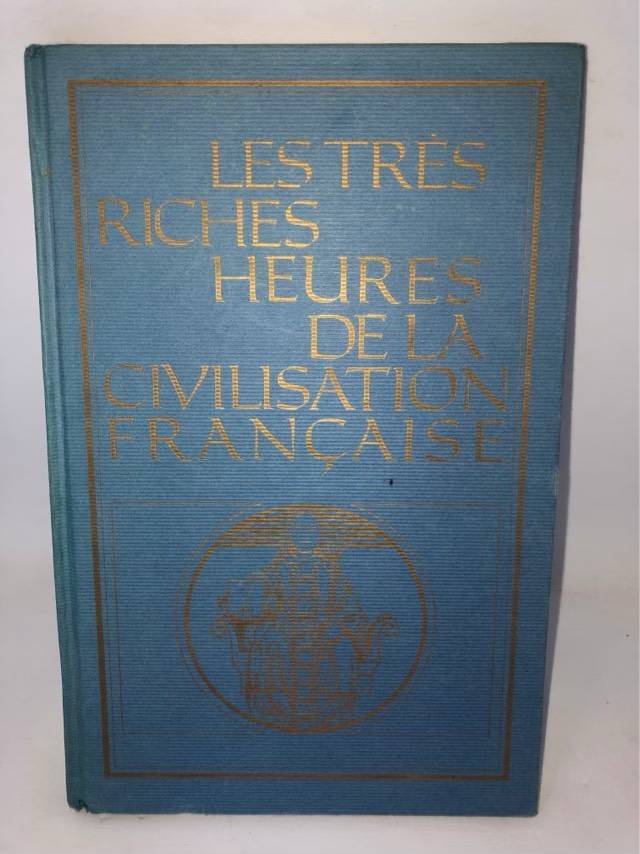 LES TRÈS
RICHES
HEURES
DE LA
CIVILISATION
FRANÇAISE